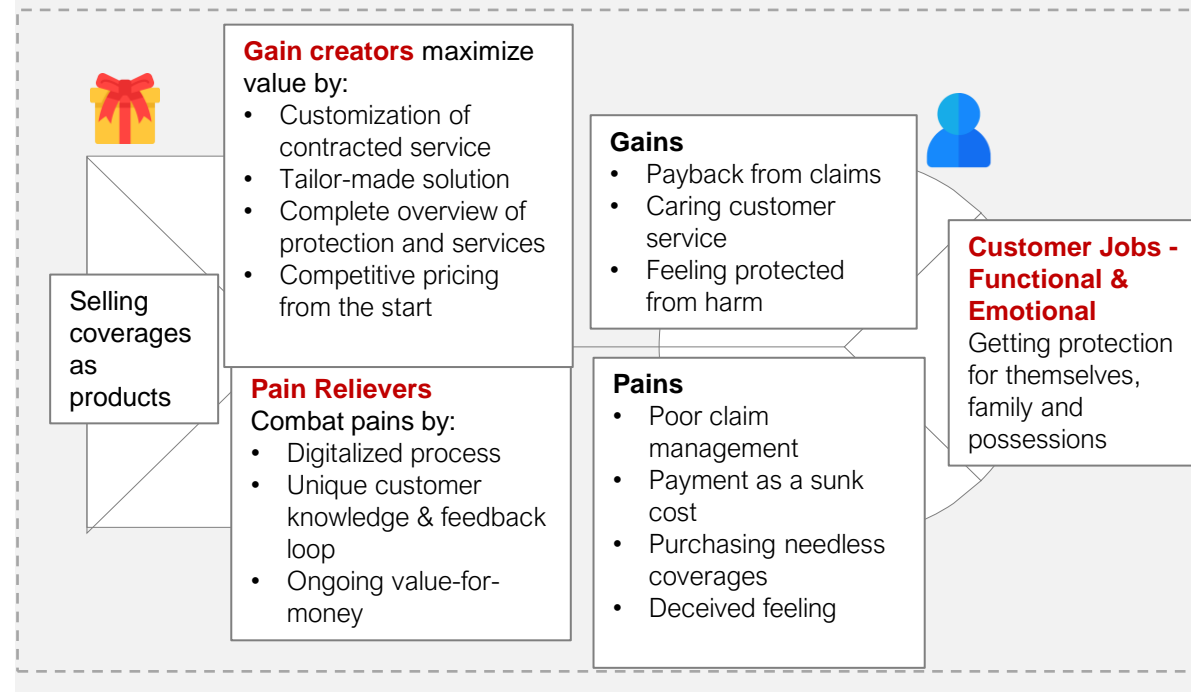 Gain creators maximize
value by:
• Customization of
contracted service
• Tailor-made solution
• Complete overview of
protection and services
• Competitive pricing
from the start
Selling
coverages
as
products
Pain Relievers
Combat pains by:
• Digitalized process
• Unique customer
knowledge & feedback
loop
• Ongoing value-for-
money
Gains
• Payback from claims
• Caring customer
service
• Feeling protected
from harm
Pains
• Poor claim
management
• Payment as a sunk
cost
• Purchasing needless
coverages
• Deceived feeling
Customer Jobs -
Functional &
Emotional
Getting protection
for themselves,
family and
possessions